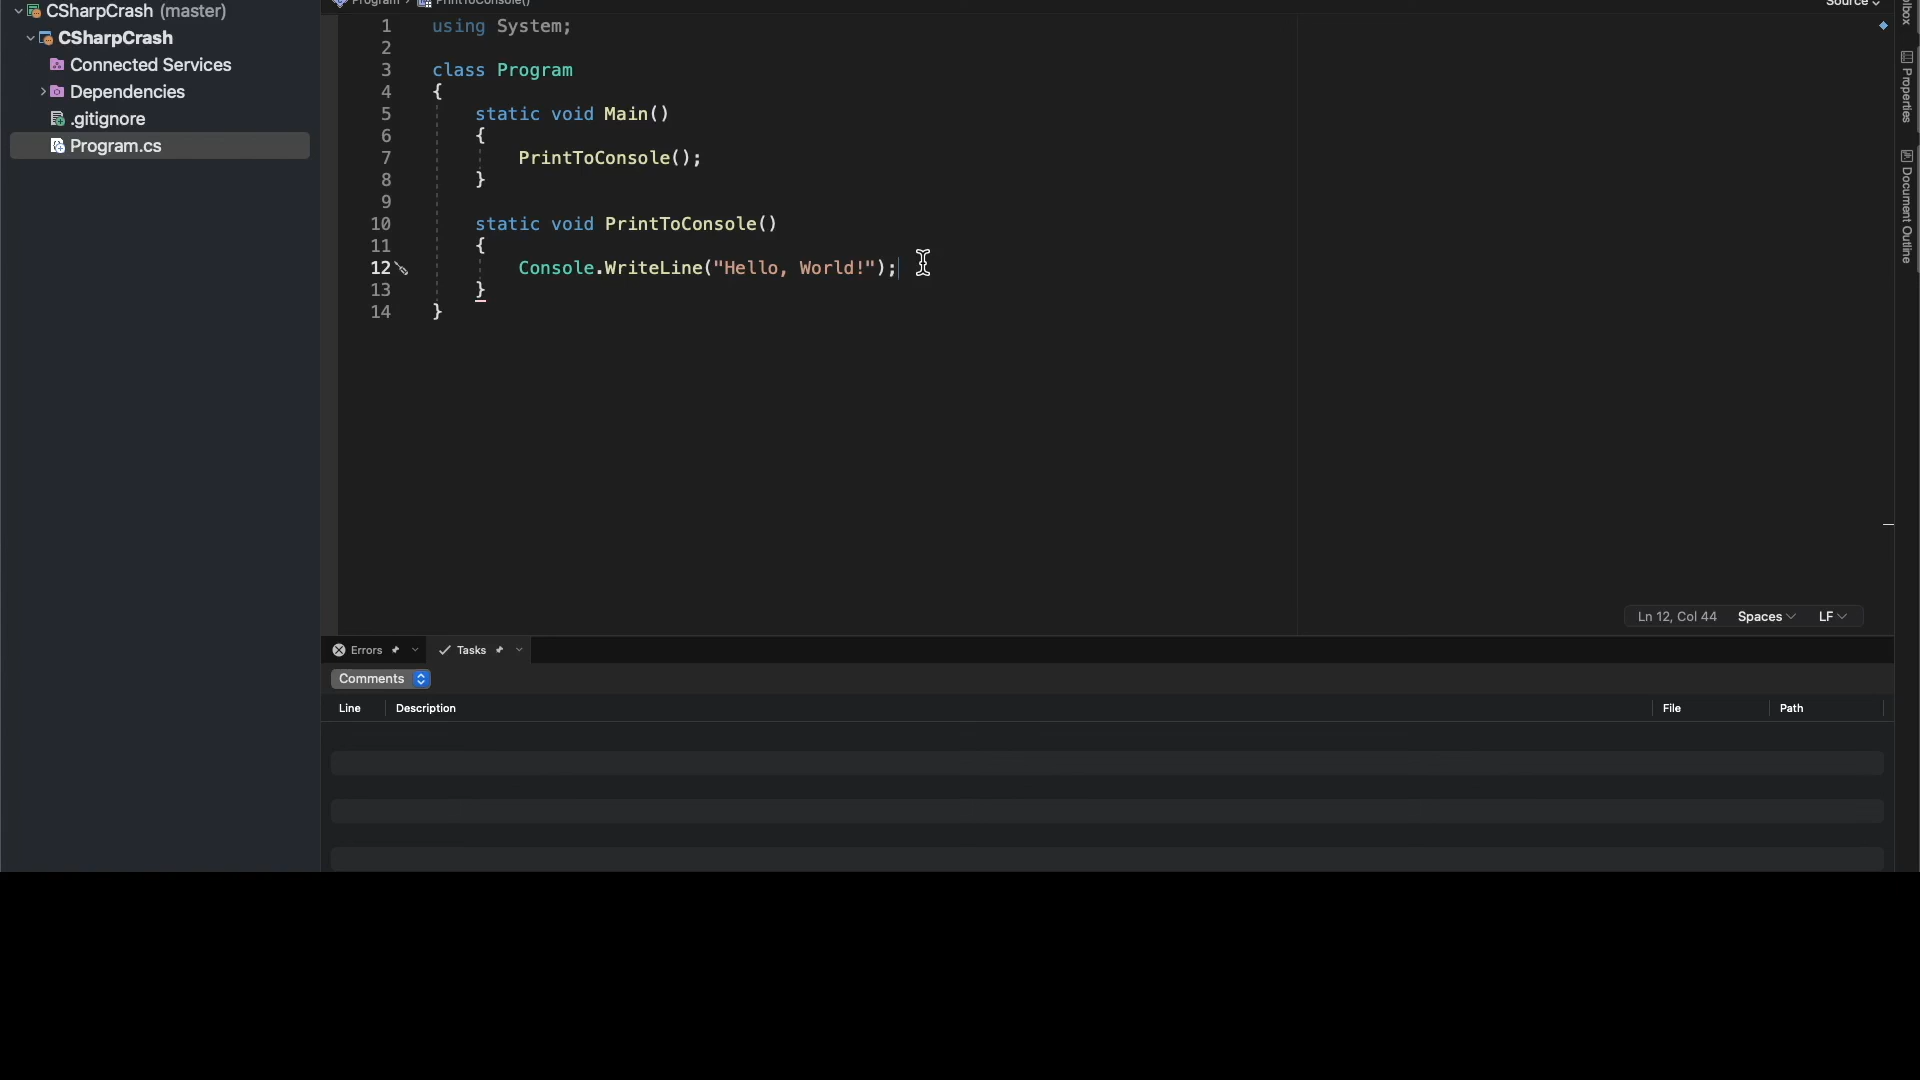 CSharpCrash (master)
CSharpCrash
Connected Services
Dependencies
.gitignore
Program.cs
Program › PrintToConsole()
Source
1 using System;
2
3 class Program
4 {
5 static void Main()
6 {
7 PrintToConsole();
8 }
9
10 static void PrintToConsole()
11 {
12 Console.WriteLine("Hello, World!");
13 }
14 }
Properties
Document Outline
Ln 12, Col 44 Spaces LF
Errors Tasks
Comments
Line Description File Path